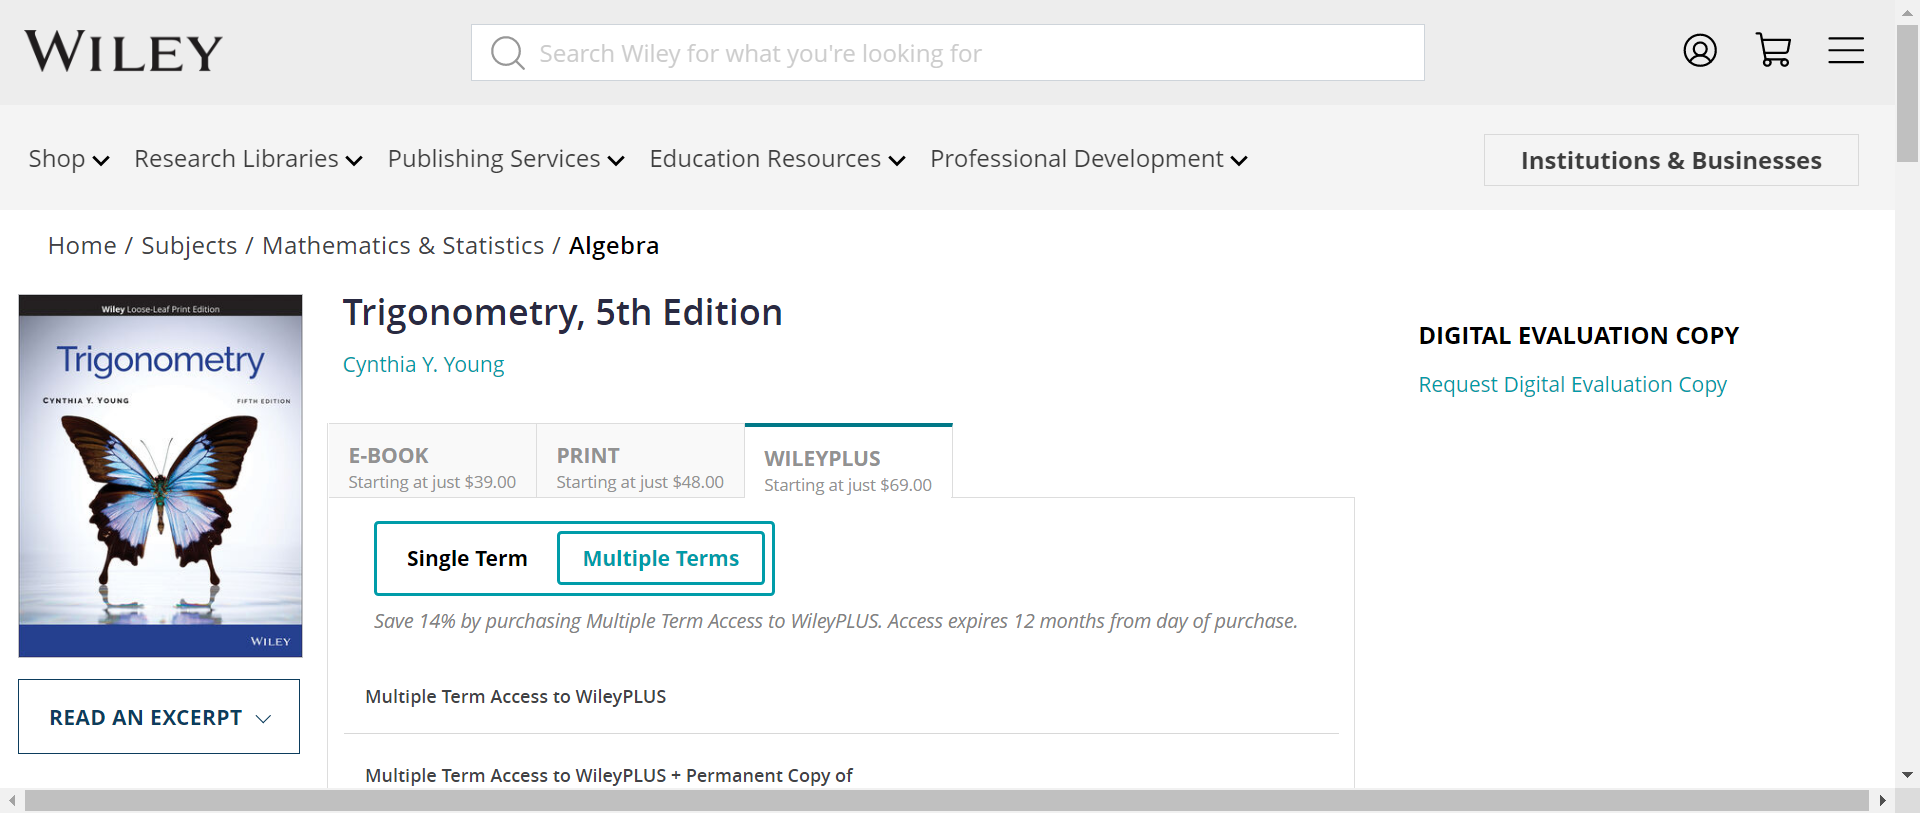 WILEY
Search Wiley for what you're looking for
Shop Research Libraries Publishing Services Education Resources Professional Development
Institutions & Businesses
Home / Subjects / Mathematics & Statistics / Algebra
Wiley Loose-Leaf Print Edition
Trigonometry
CYNTHIA Y. YOUNG
FIFTH EDITION
WILEY
READ AN EXCERPT
Trigonometry, 5th Edition
Cynthia Y. Young
E-BOOK
Starting at just $39.00
PRINT
Starting at just $48.00
WILEYPLUS
Starting at just $69.00
Single Term
Multiple Terms
Save 14% by purchasing Multiple Term Access to WileyPLUS. Access expires 12 months from day of purchase.
Multiple Term Access to WileyPLUS
Multiple Term Access to WileyPLUS + Permanent Copy of
DIGITAL EVALUATION COPY
Request Digital Evaluation Copy